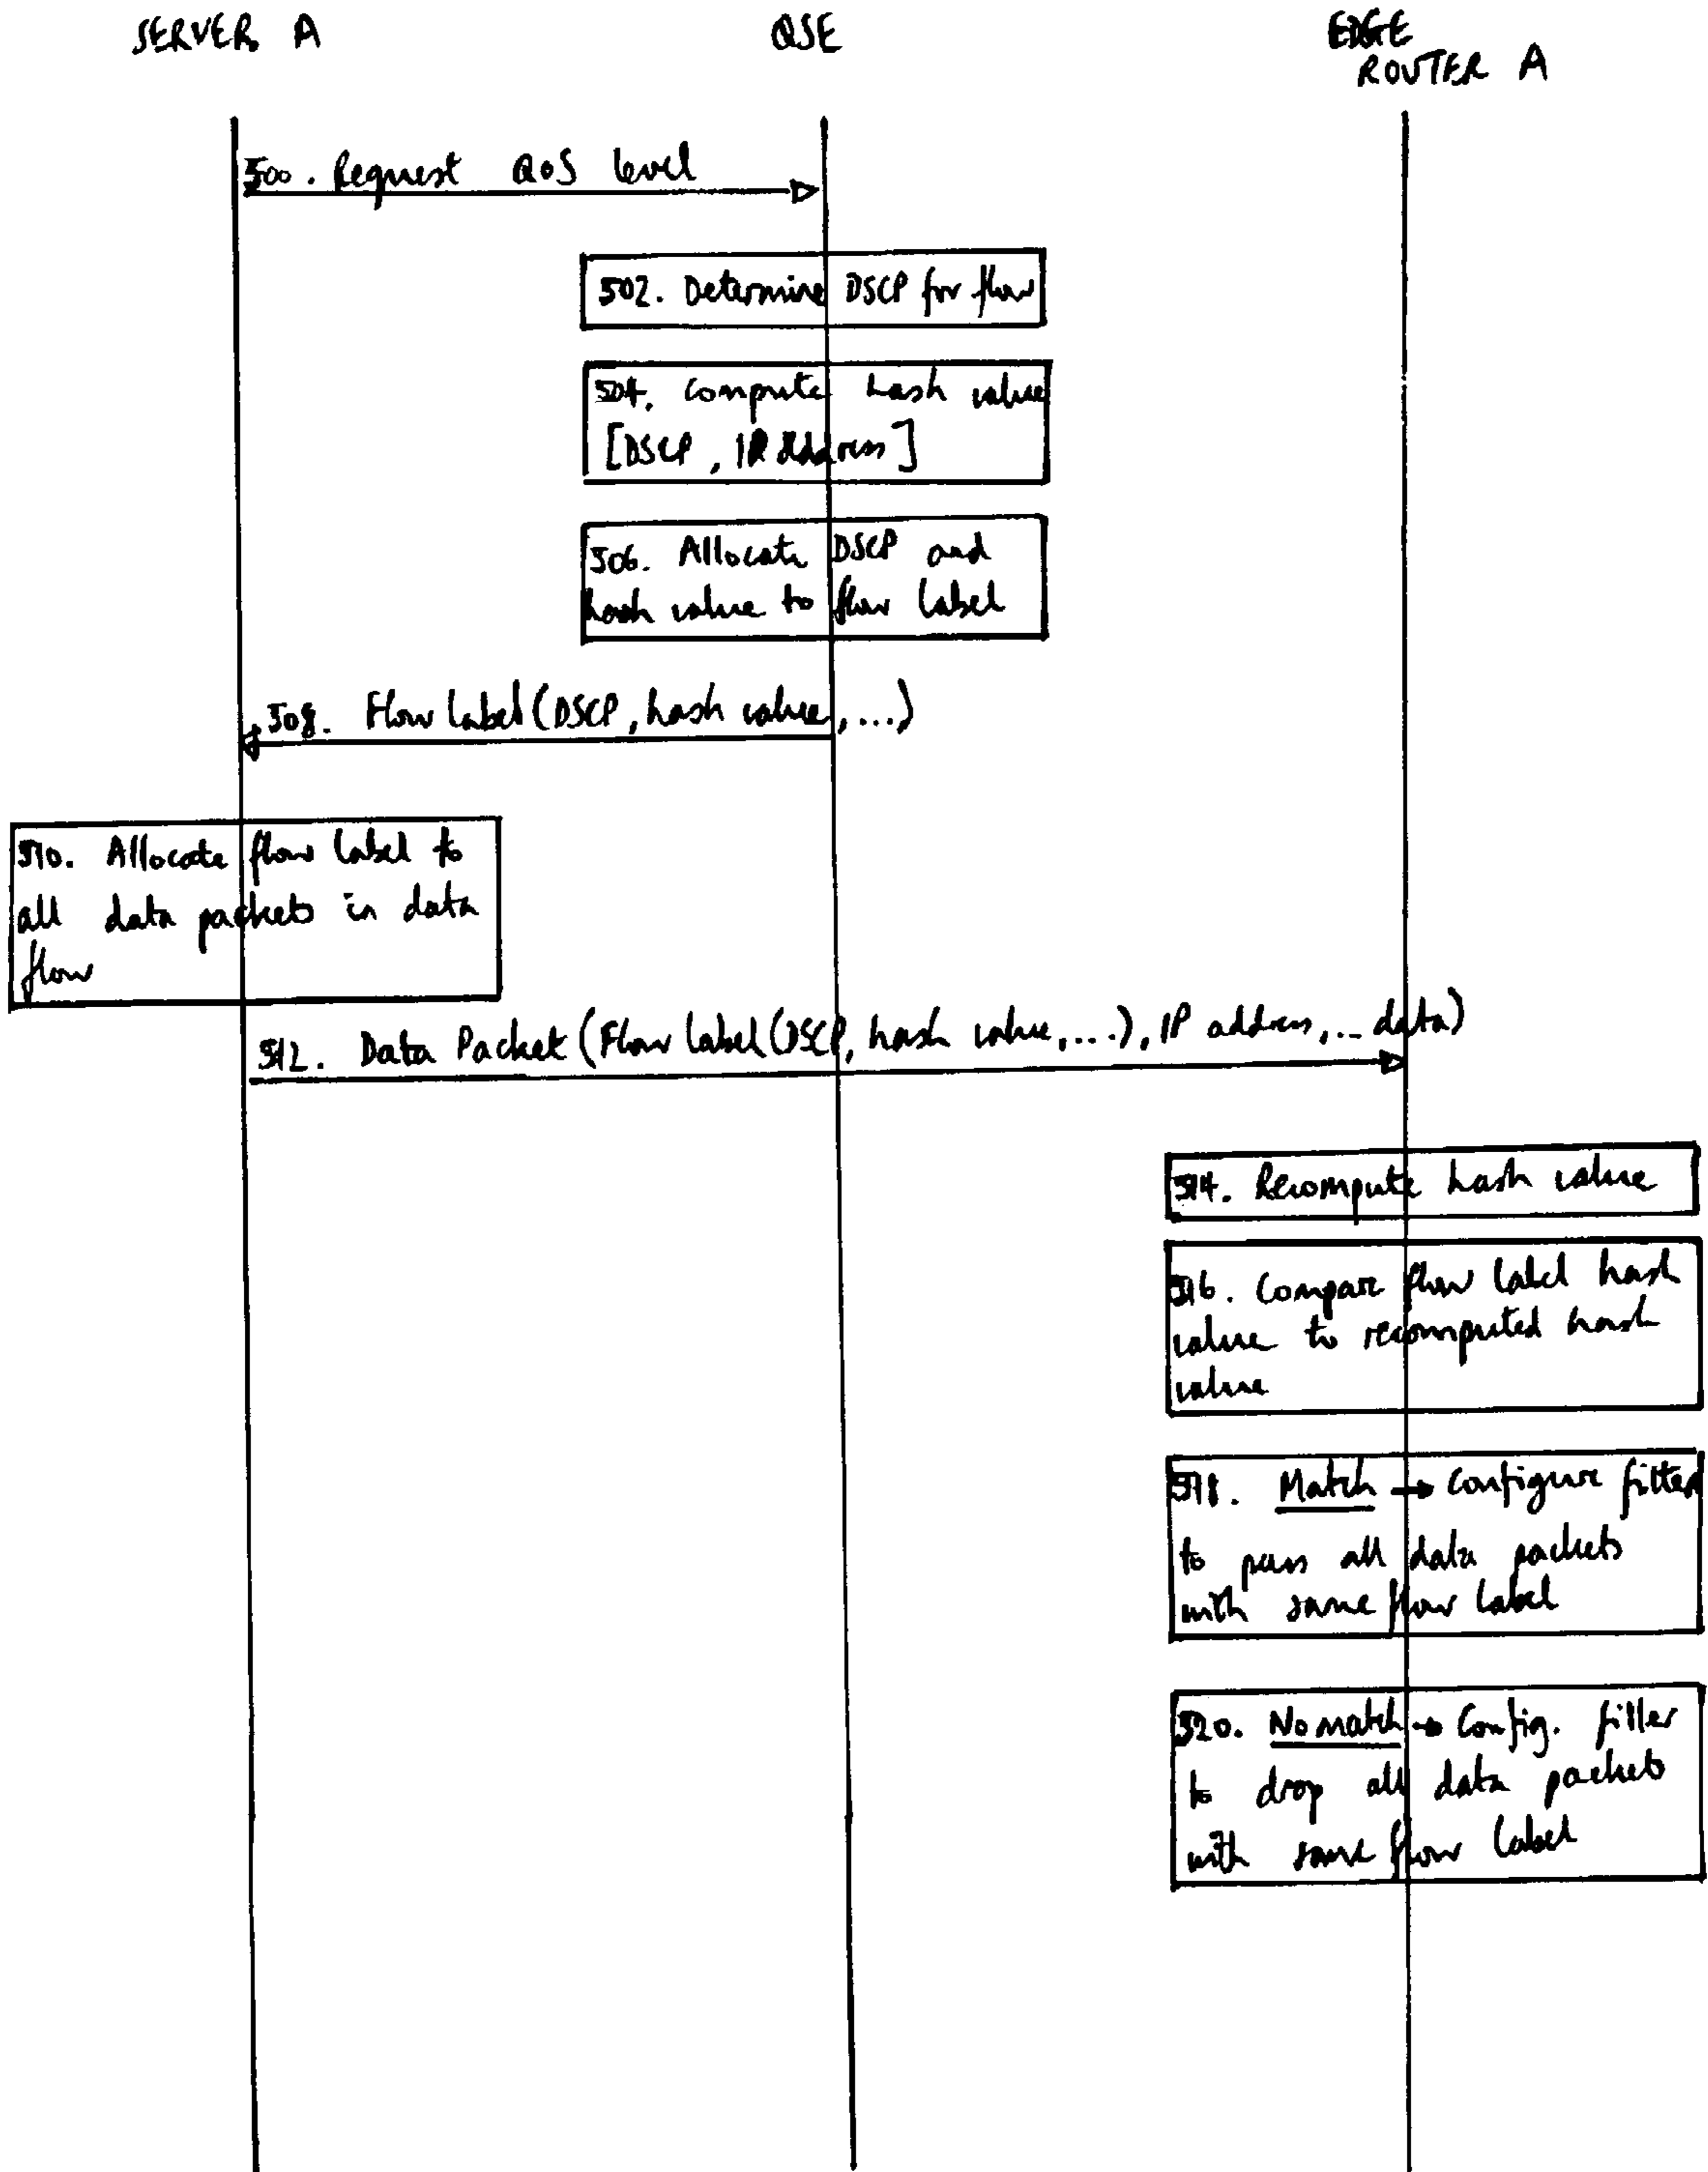 SERVER A
QSE
EDGE
ROUTER A
500. Request QoS level
502. Determine DSCP for flow
504. Compute hash value
[DSCP, IP Address]
506. Allocate DSCP and
hash value to flow label
508. Flow label (DSCP, hash value, ...)
510. Allocate flow label to
all data packets in data
flow
512. Data Packet (Flow label (DSCP, hash value, ....), IP address, ... data)
514. Recompute hash value
516. Compare flow label hash
value to recomputed hash
value
518. Match → Configure filter
to pass all data packets
with same flow label
520. No match → Config. filter
to drop all data packets
with same flow label